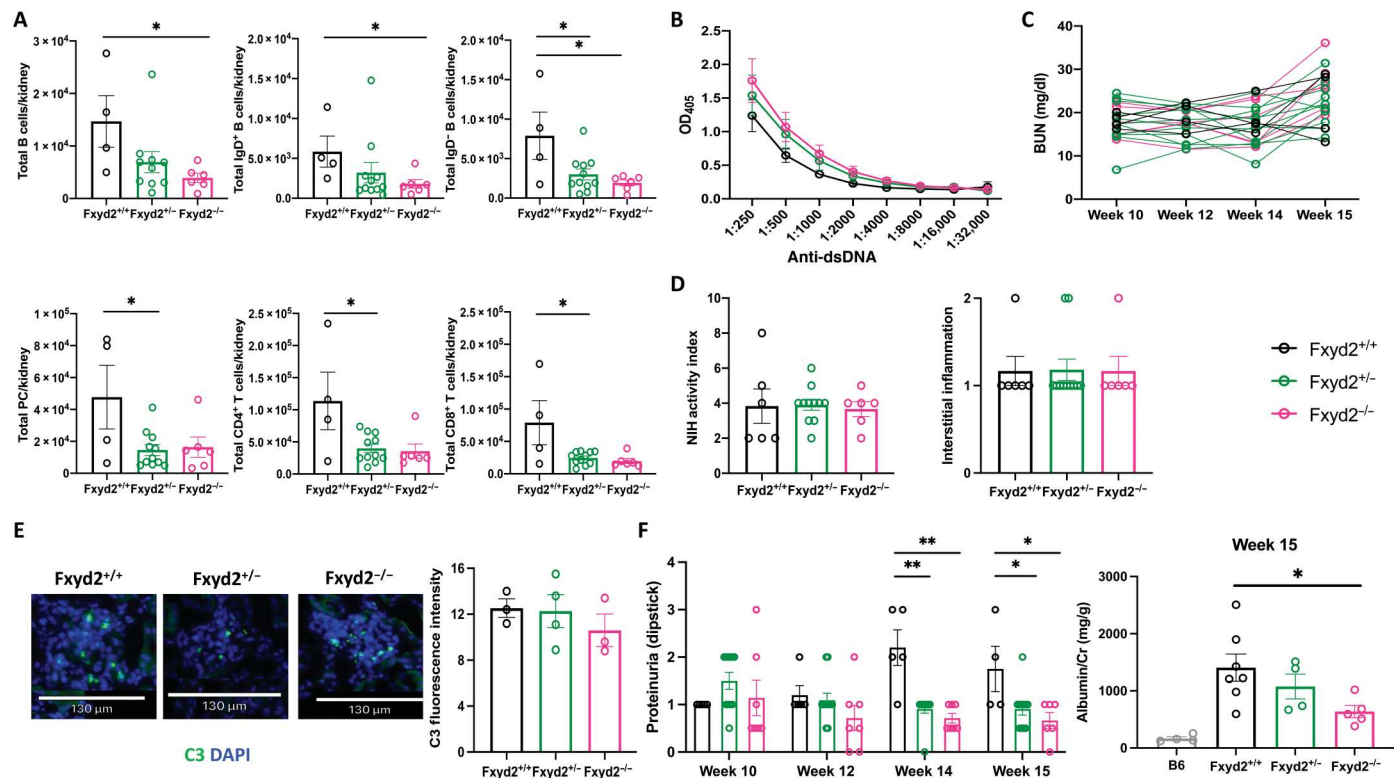 A
Total B cells/kidney
3 × 10⁴
2 × 10⁴
1 × 10⁴
0
*
Fxyd2+/+ Fxyd2+/− Fxyd2−/−
Total IgD⁺ B cells/kidney
2.0 × 10⁴
1.5 × 10⁴
1.0 × 10⁴
5.0 × 10³
0
*
Fxyd2+/+ Fxyd2+/− Fxyd2−/−
Total IgD⁻ B cells/kidney
2.0 × 10⁴
1.5 × 10⁴
1.0 × 10⁴
5.0 × 10³
0
*
*
Fxyd2+/+ Fxyd2+/− Fxyd2−/−
Total PC/kidney
1 × 10⁵
8 × 10⁴
6 × 10⁴
4 × 10⁴
2 × 10⁴
0
*
Fxyd2+/+ Fxyd2+/− Fxyd2−/−
Total CD4⁺ T cells/kidney
2.5 × 10⁵
2.0 × 10⁵
1.5 × 10⁵
1.0 × 10⁵
5.0 × 10⁴
0
*
Fxyd2+/+ Fxyd2+/− Fxyd2−/−
Total CD8⁺ T cells/kidney
2.5 × 10⁵
2.0 × 10⁵
1.5 × 10⁵
1.0 × 10⁵
5.0 × 10⁴
0
*
Fxyd2+/+ Fxyd2+/− Fxyd2−/−
B
OD405
2.5
2.0
1.5
1.0
0.5
0.0
1:250 1:500 1:1000 1:2000 1:4000 1:8000 1:16,000 1:32,000
Anti-dsDNA
C
BUN (mg/dl)
40
30
20
10
0
Week 10 Week 12 Week 14 Week 15
D
NIH activity index
10
8
6
4
2
0
Fxyd2+/+ Fxyd2+/− Fxyd2−/−
Interstitial inflammation
2
1
0
Fxyd2+/+ Fxyd2+/− Fxyd2−/−
Fxyd2+/+
Fxyd2+/−
Fxyd2−/−
E
Fxyd2+/+ Fxyd2+/− Fxyd2−/−
130 µm 130 µm 130 µm
C3 DAPI
C3 fluorescence intensity
16
12
8
4
0
Fxyd2+/+ Fxyd2+/− Fxyd2−/−
F
Proteinuria (dipstick)
4
3
2
1
0
**
**
*
*
Week 10 Week 12 Week 14 Week 15
Week 15
Albumin/Cr (mg/g)
3000
2000
1000
0
*
B6 Fxyd2+/+ Fxyd2+/− Fxyd2−/−